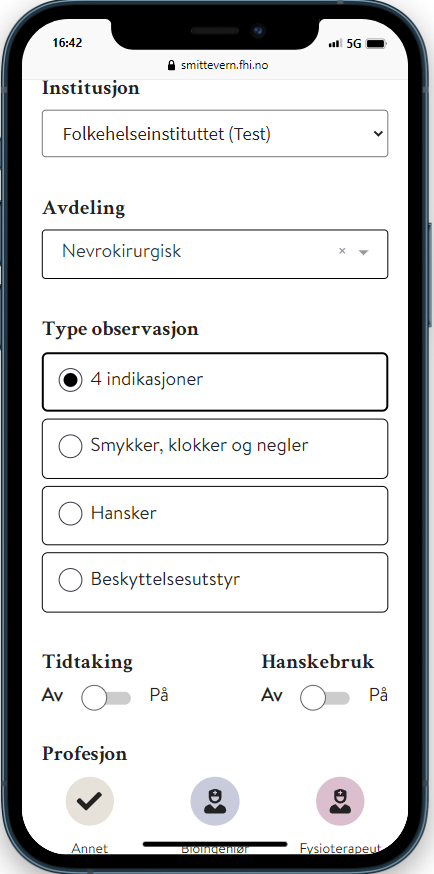 16:42
5G
smittevern.fhi.no
Institusjon
Folkehelseinstituttet (Test)
Avdeling
Nevrokirurgisk ×
Type observasjon
4 indikasjoner
Smykker, klokker og negler
Hansker
Beskyttelsesutstyr
Tidtaking Hanskebruk
Av På Av På
Profesjon
Annet Bioingeniør Fysioterapeut